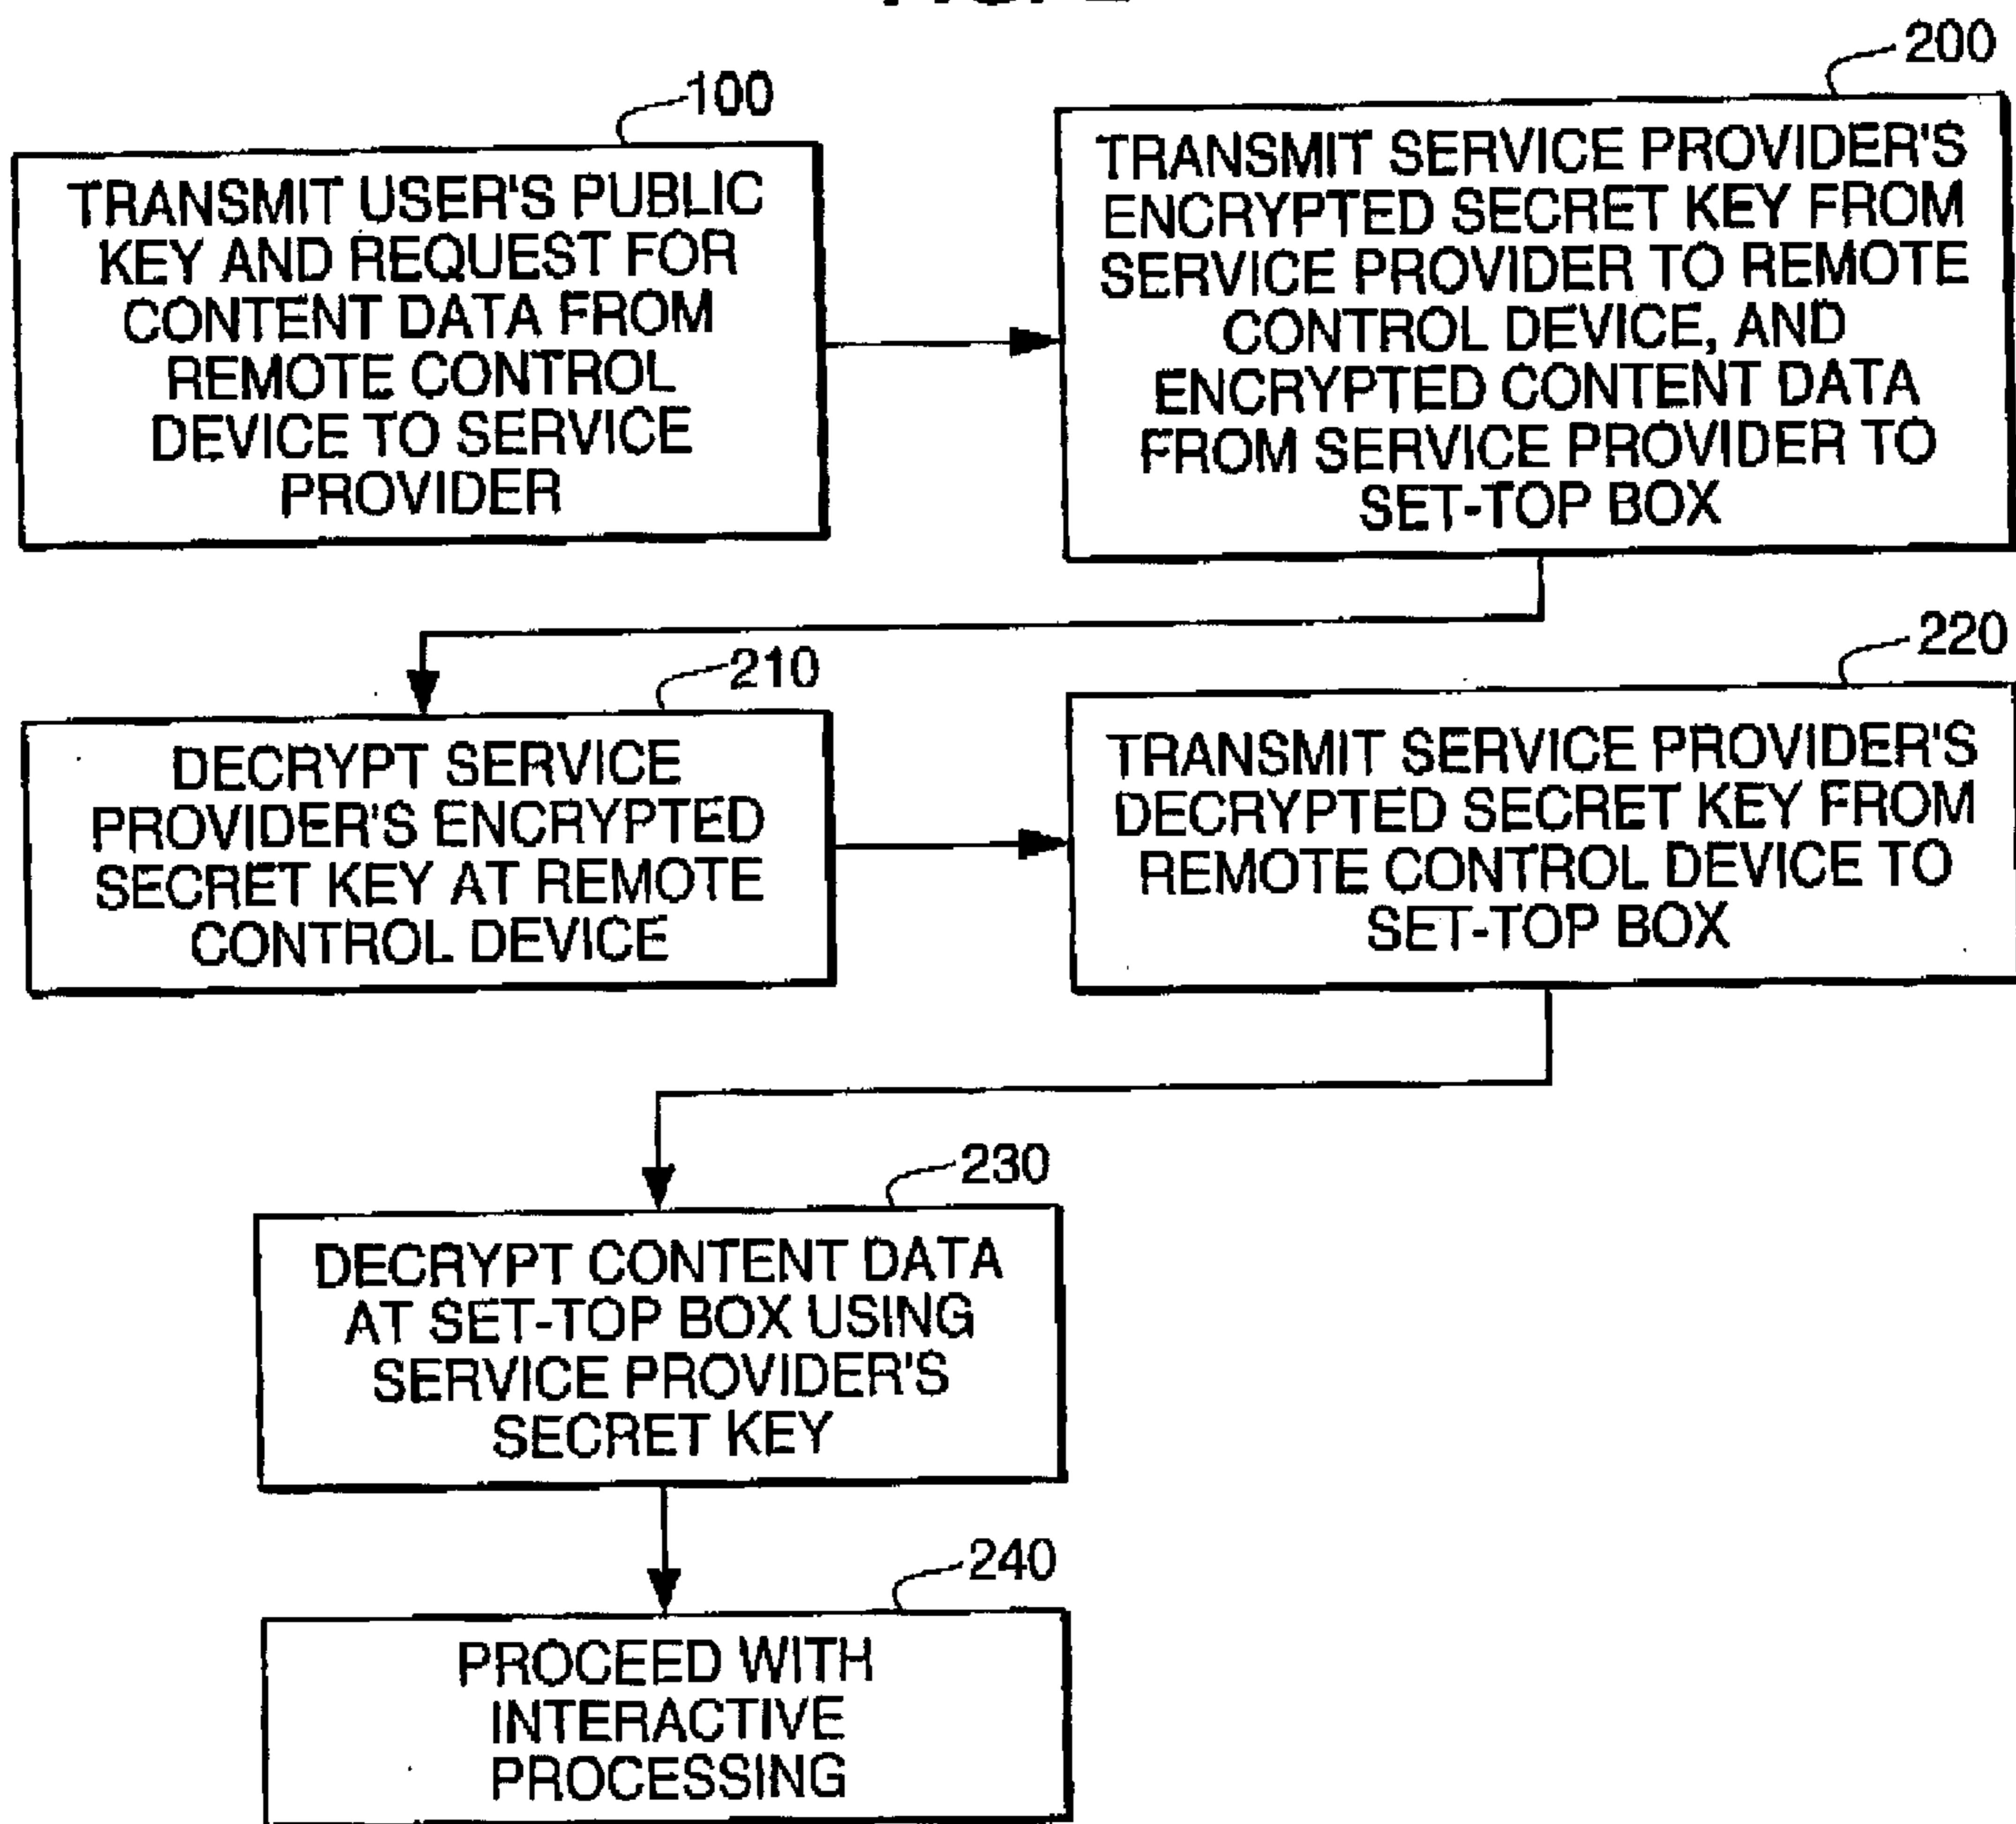 100
TRANSMIT USER'S PUBLIC
KEY AND REQUEST FOR
CONTENT DATA FROM
REMOTE CONTROL
DEVICE TO SERVICE
PROVIDER
200
TRANSMIT SERVICE PROVIDER'S
ENCRYPTED SECRET KEY FROM
SERVICE PROVIDER TO REMOTE
CONTROL DEVICE, AND
ENCRYPTED CONTENT DATA
FROM SERVICE PROVIDER TO
SET-TOP BOX
210
DECRYPT SERVICE
PROVIDER'S ENCRYPTED
SECRET KEY AT REMOTE
CONTROL DEVICE
220
TRANSMIT SERVICE PROVIDER'S
DECRYPTED SECRET KEY FROM
REMOTE CONTROL DEVICE TO
SET-TOP BOX
230
DECRYPT CONTENT DATA
AT SET-TOP BOX USING
SERVICE PROVIDER'S
SECRET KEY
240
PROCEED WITH
INTERACTIVE
PROCESSING